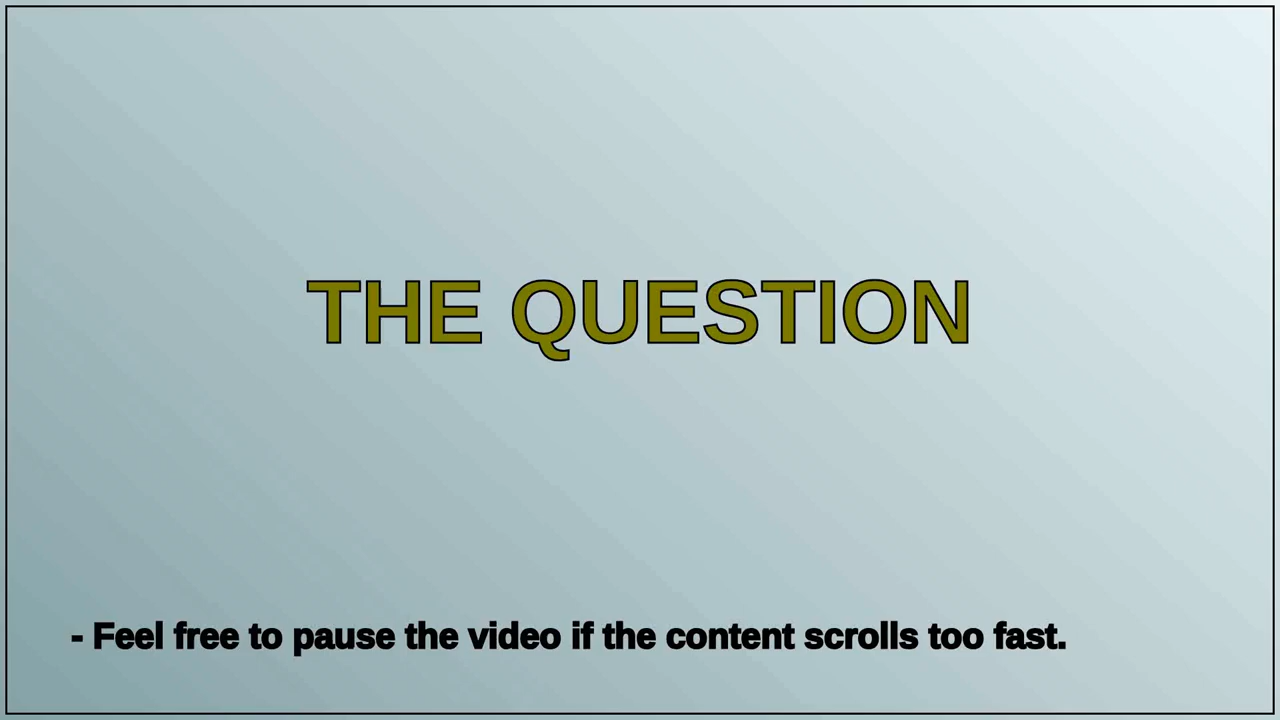 THE QUESTION
- Feel free to pause the video if the content scrolls too fast.